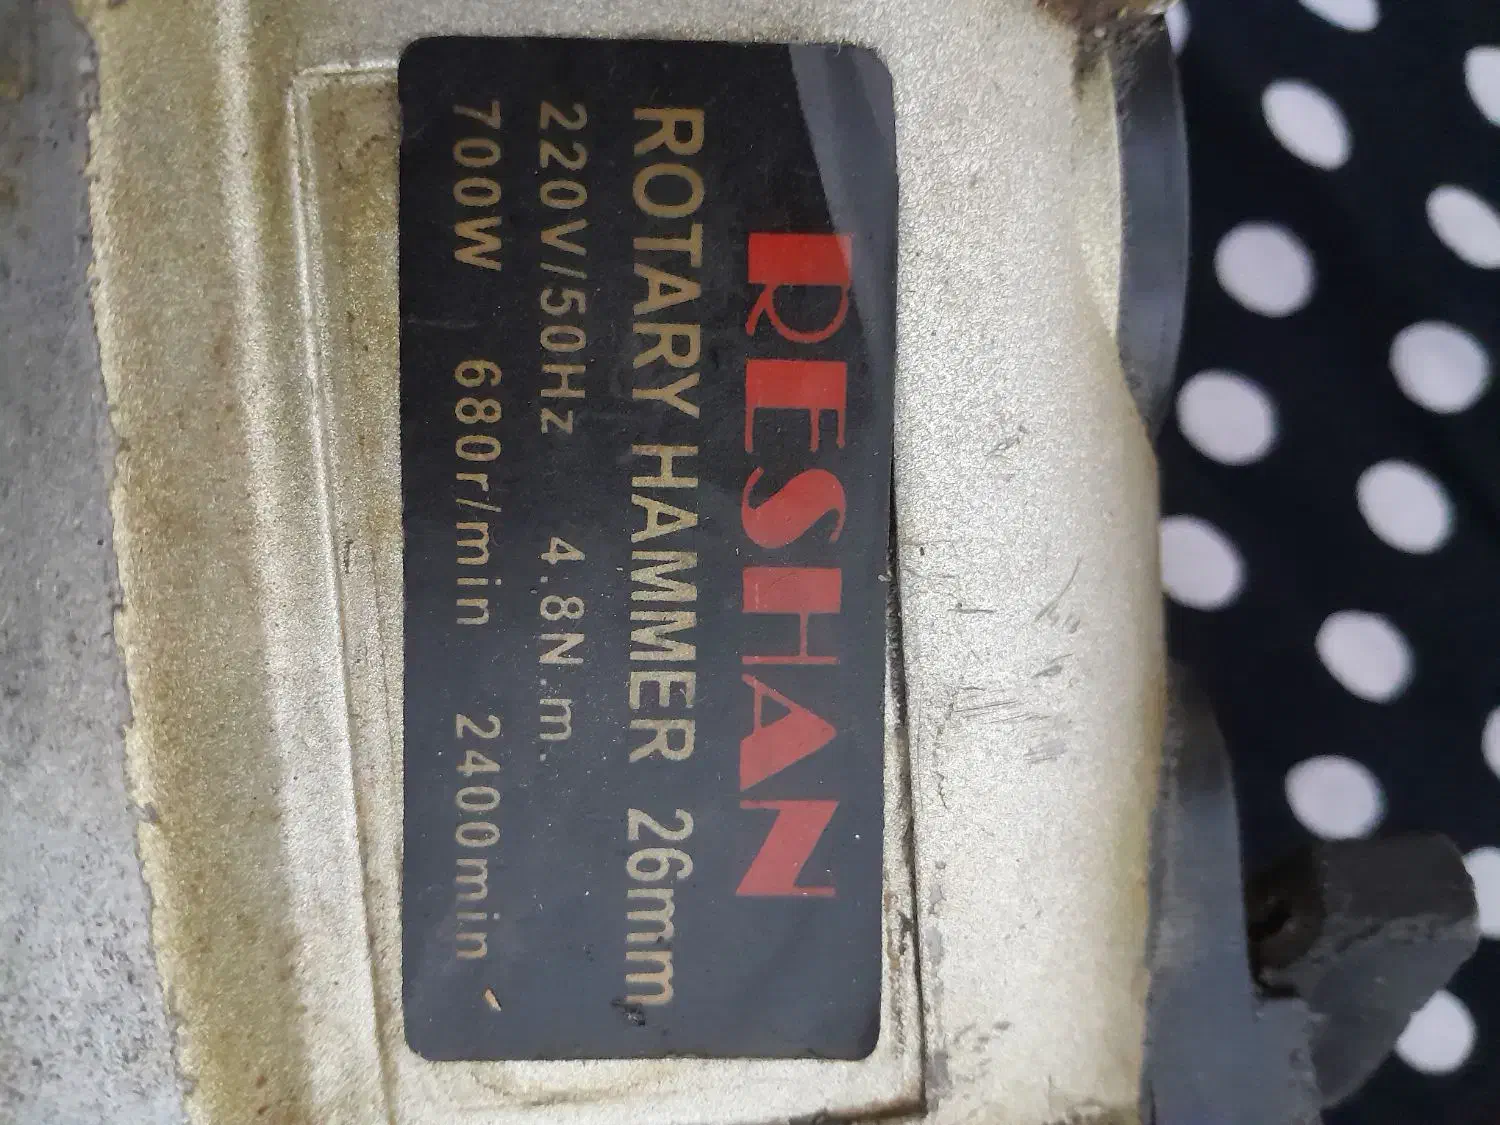 RESHAN
ROTARY HAMMER 26mm
220V/50Hz 4.8N.m.
700W 680r/min 2400min⁻